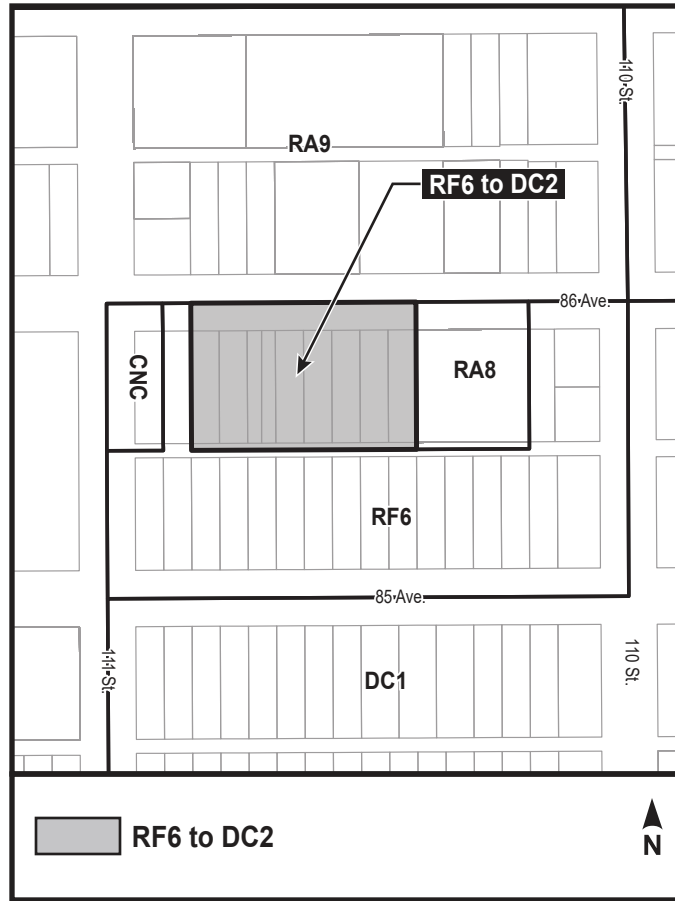 110 St.
RA9
RF6 to DC2
86 Ave.
CNC
RA8
RF6
85 Ave.
111 St.
DC1
110 St.
RF6 to DC2
N